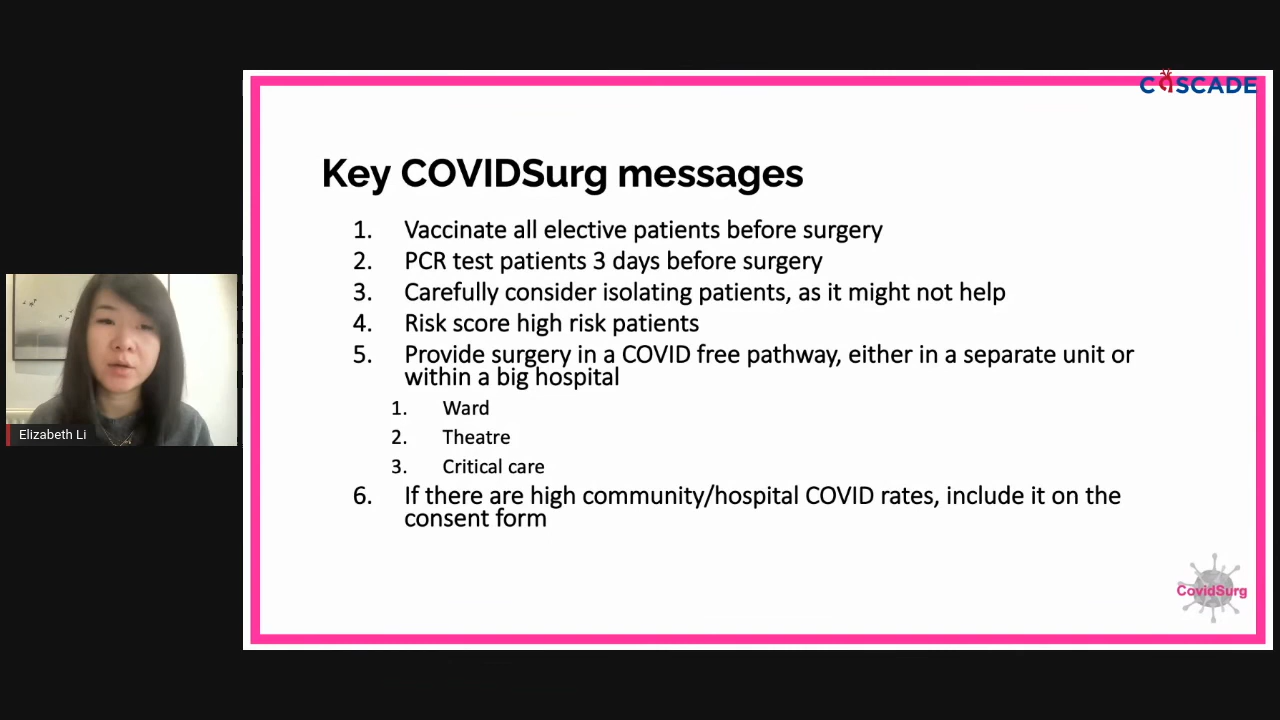 CASCADE
Key COVIDSurg messages
1. Vaccinate all elective patients before surgery
2. PCR test patients 3 days before surgery
3. Carefully consider isolating patients, as it might not help
4. Risk score high risk patients
5. Provide surgery in a COVID free pathway, either in a separate unit or
within a big hospital
1. Ward
2. Theatre
3. Critical care
6. If there are high community/hospital COVID rates, include it on the
consent form
Elizabeth Li
CovidSurg